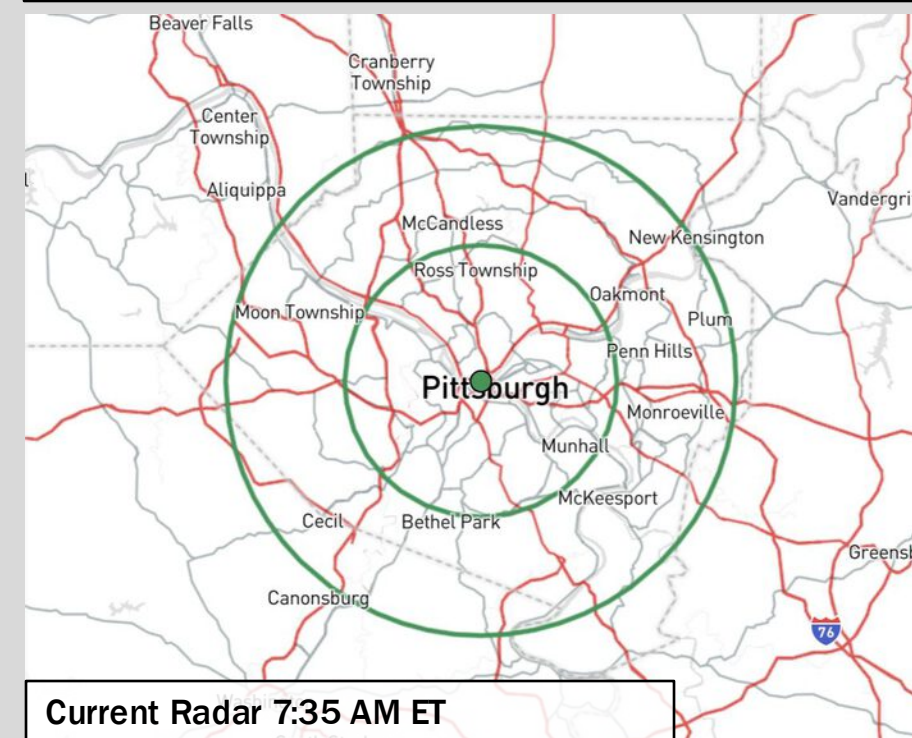 Beaver Falls
Cranberry
Township
Center
Township
Aliquippa
Vandergri
McCandless
New Kensington
Ross Township
Oakmont
Moon Township
Plum
Penn Hills
Pittsburgh
Monroeville
Munhall
McKeesport
Cecil
Bethel Park
Greensb
Canonsburg
76
Current Radar 7:35 AM ET